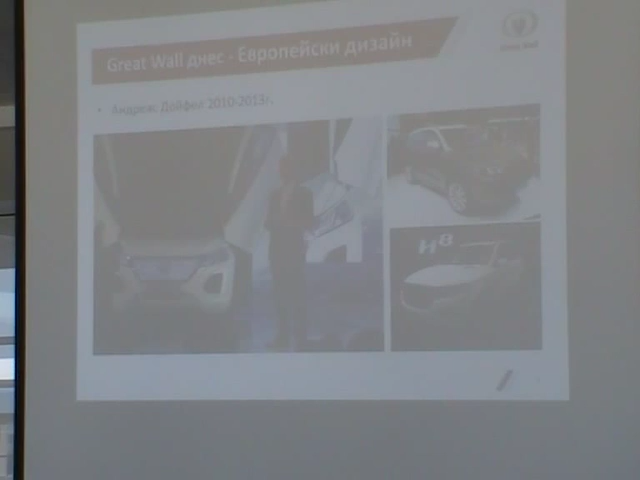 Great Wall днес - Европейски дизайн
• Андреас Дойфел 2010-2013г.
H8